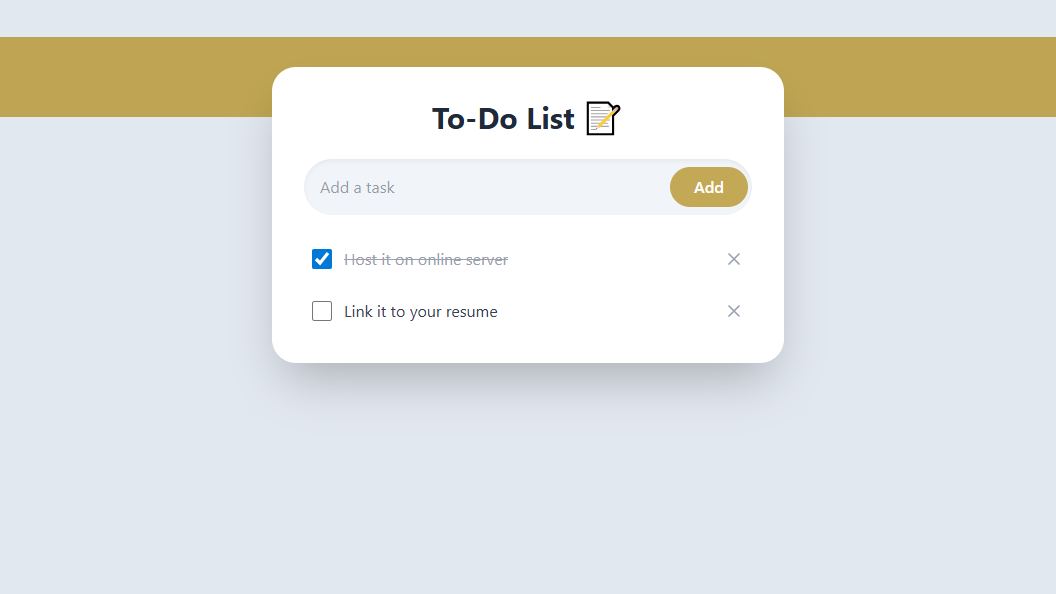 To-Do List 📝
Add a task
Add
Host it on online server
Link it to your resume